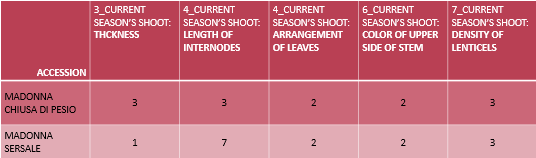 ACCESSION
3_CURRENT
SEASON'S SHOOT:
THCKNESS
4_CURRENT
SEASON'S SHOOT:
LENGTH OF
INTERNODES
4_CURRENT
SEASON'S SHOOT:
ARRANGEMENT
OF LEAVES
6_CURRENT
SEASON'S SHOOT:
COLOR OF UPPER
SIDE OF STEM
7_CURRENT
SEASON'S SHOOT:
DENSITY OF
LENTICELS
MADONNA
CHIUSA DI PESIO
3 3 2 2 3
MADONNA
SERSALE
1 7 2 2 3